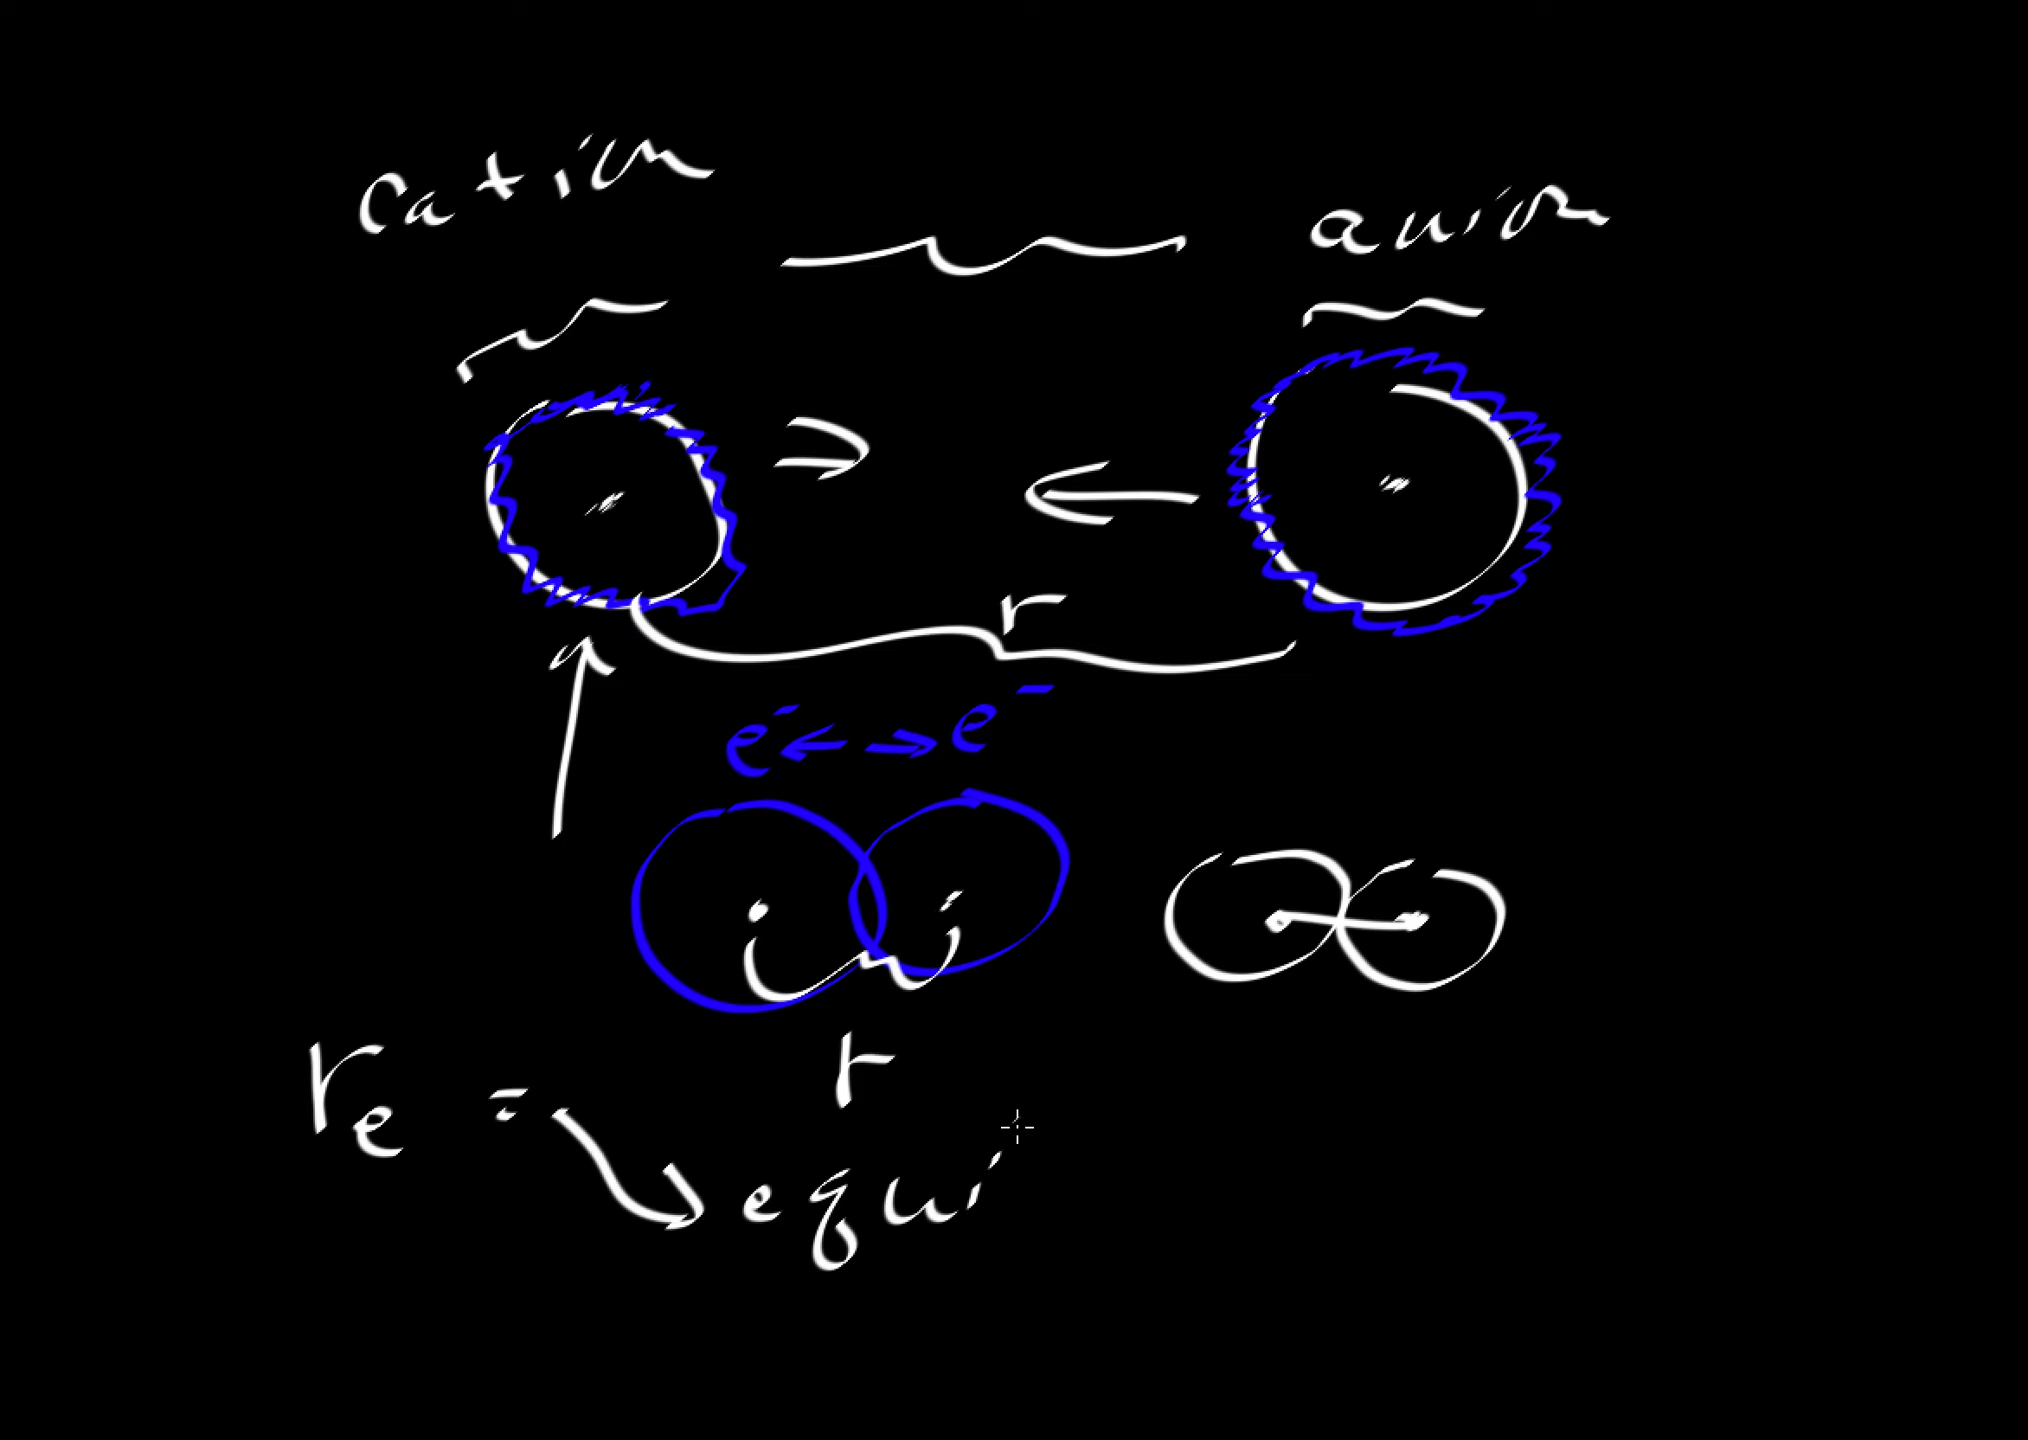 cation
anion
r
e⁻ ← → e⁻
r
re =
equi